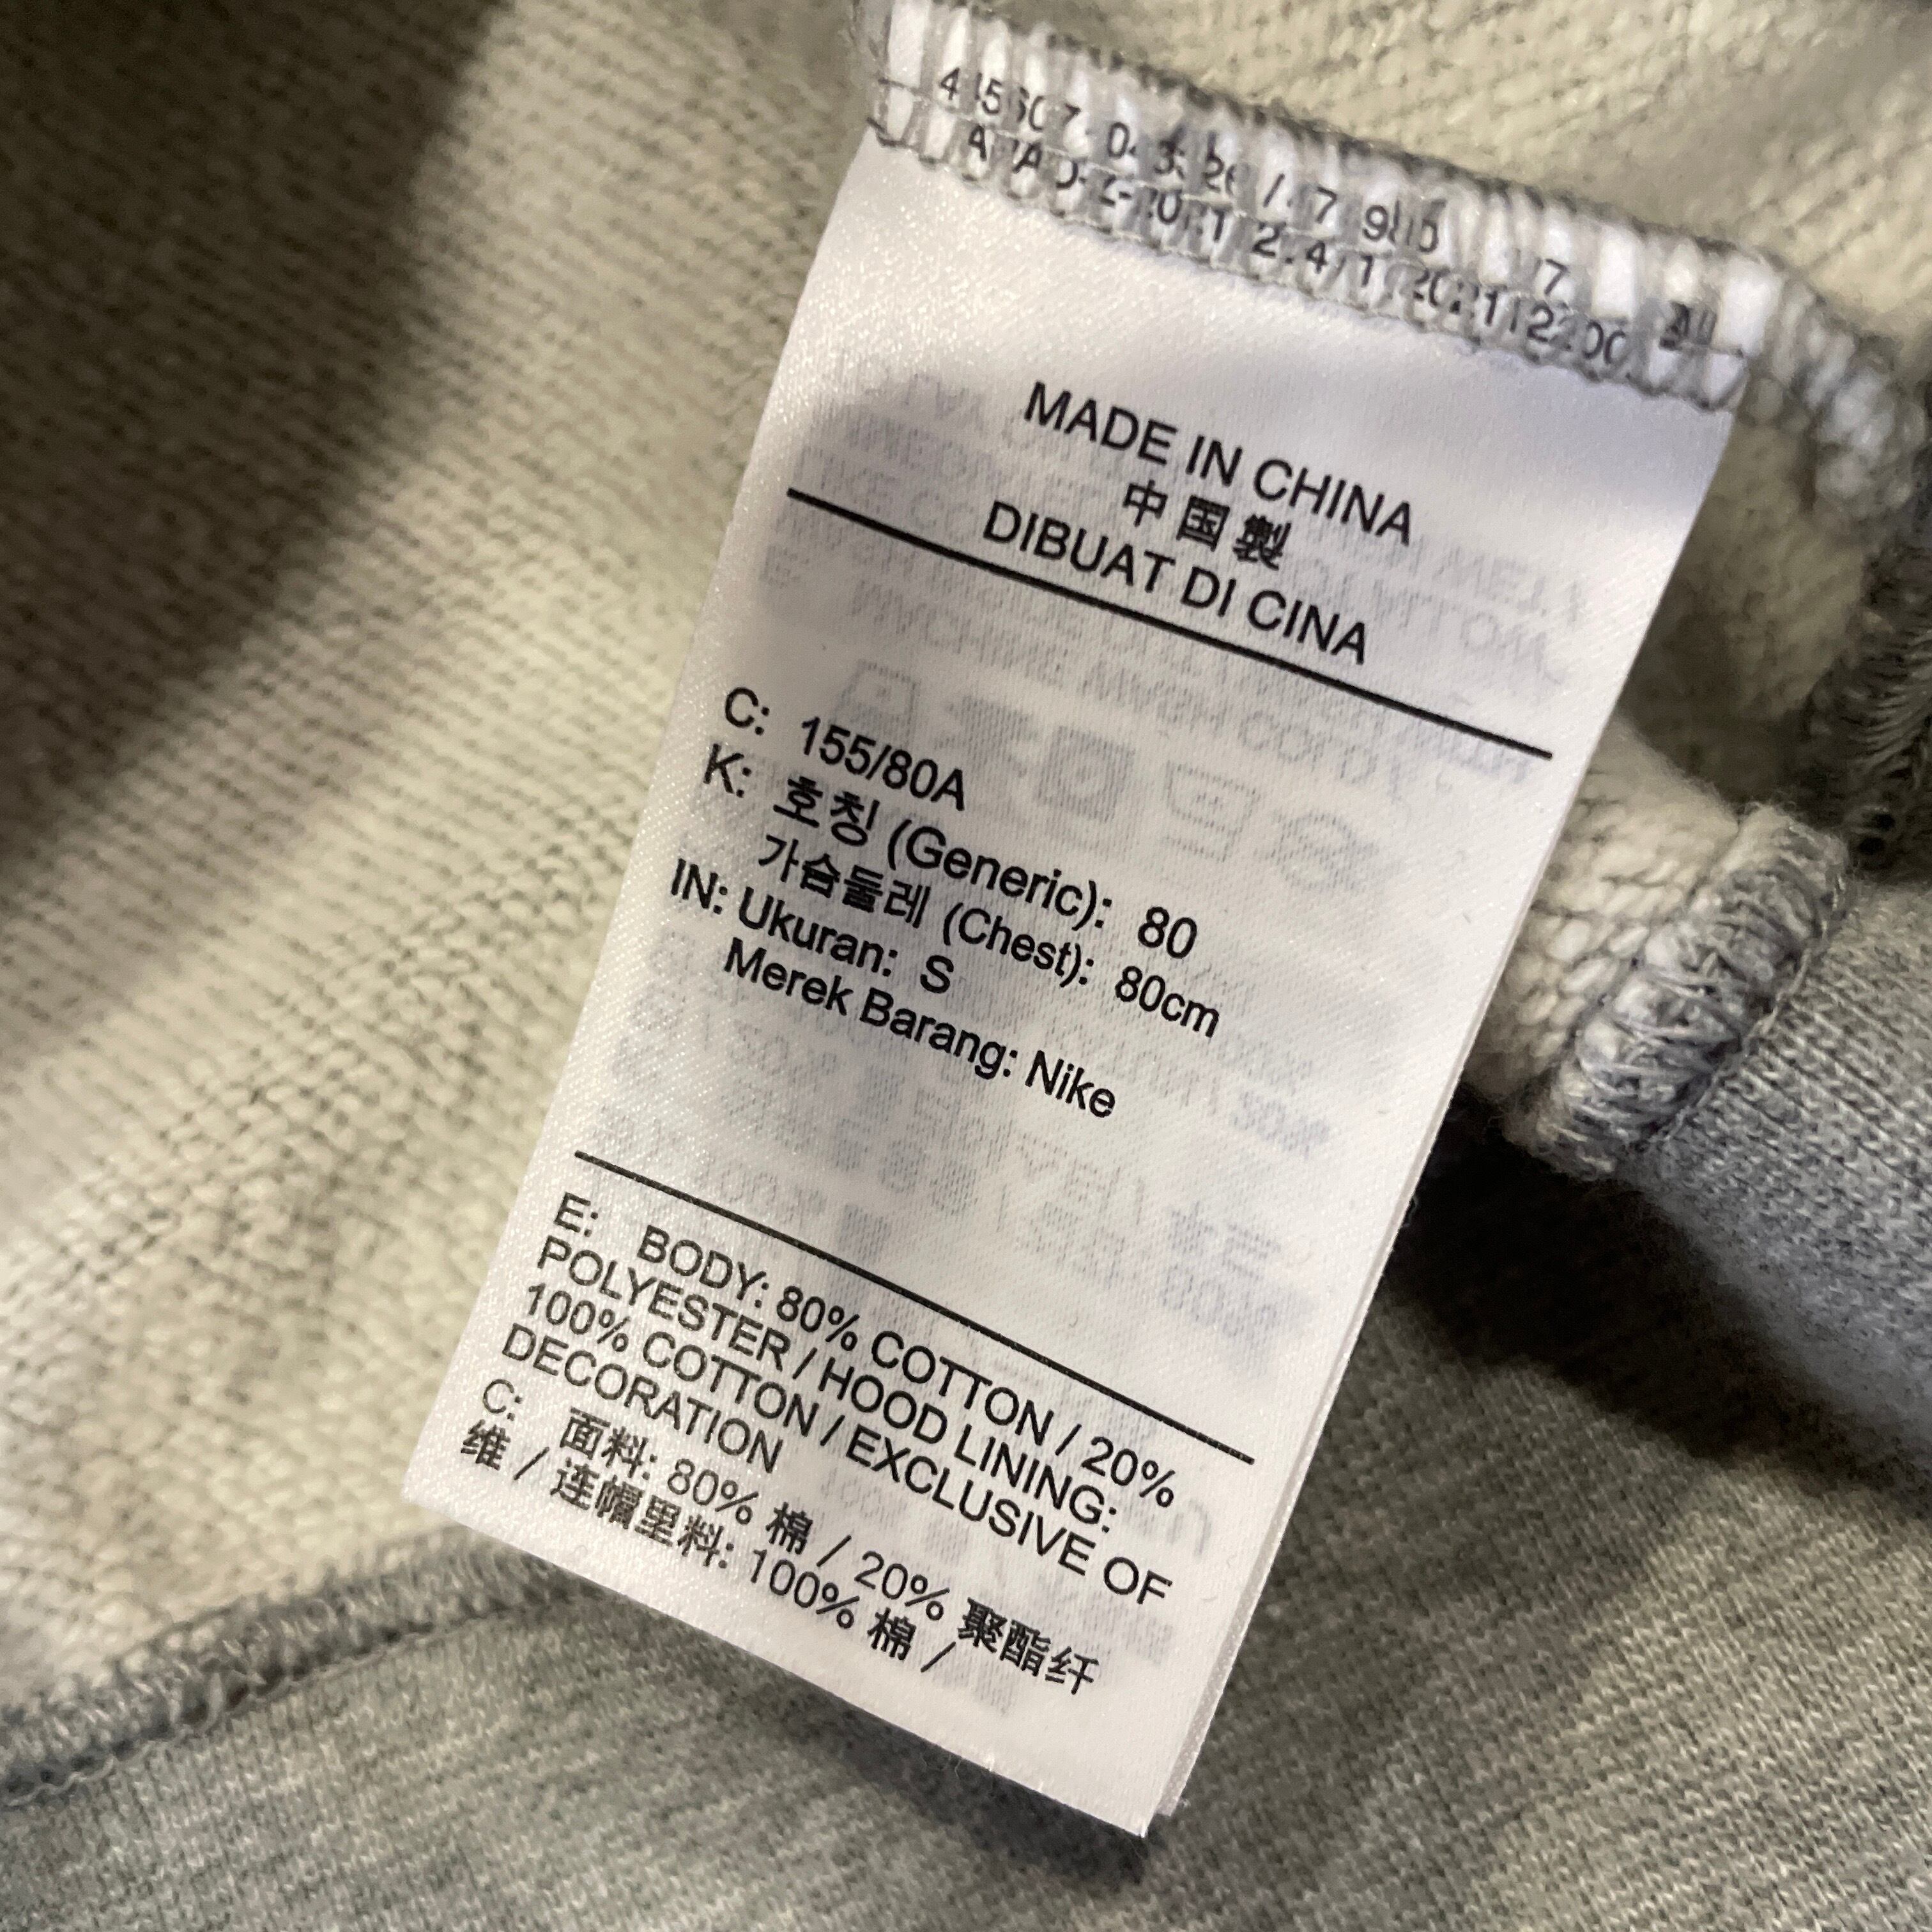 MADE IN CHINA
中国製
DIBUAT DI CINA
C: 155/80A
K: 호칭 (Generic): 80
가슴둘레 (Chest): 80cm
IN: Ukuran: S
Merek Barang: Nike
E: BODY: 80% COTTON / 20%
POLYESTER / HOOD LINING:
100% COTTON / EXCLUSIVE OF
DECORATION
C: 面料: 80% 棉 / 20% 聚酯纤
维 / 连帽里料: 100% 棉 /